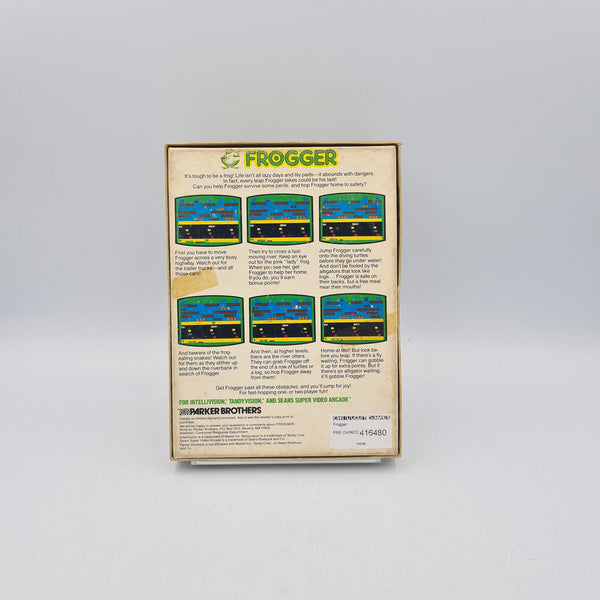 FROGGER
It's tough to be a frog! Life isn't all lazy days and lily pads—it abounds with dangers.
In fact, every leap Frogger takes could be his last!
Can you help Frogger survive some perils, and hop Frogger home to safety?
First you have to move
Frogger across a very busy
highway. Watch out for
the trailer trucks—and all
those cars!
Then try to cross a fast-
moving river. Keep an eye
out for the pink "lady" frog.
When you see her, get
Frogger to help her home.
If you do, you'll earn
bonus points!
Jump Frogger carefully
onto the diving turtles
before they go under water!
And don't be fooled by the
alligators that look like
logs... Frogger is safe on
their backs, but a free meal
near their mouths!
And beware of the frog-
eating snakes! Watch out
for them as they slither up
and down the riverbank in
search of Frogger
And then, at higher levels,
there are the river otters.
They can grab Frogger off
the end of a row of turtles or
a log, so hop Frogger away
from them!
Home at last! But look be-
fore you leap. If there's a fly
waiting, Frogger can gobble
it up for extra points. But if
there's an alligator waiting,
it'll gobble Frogger!
Get Frogger past all these obstacles, and you'll jump for joy!
For fast-hopping one- or two-player fun!
FOR INTELLIVISION, TANDYVISION, AND SEARS SUPER VIDEO ARCADE.
PARKER BROTHERS
Frogger
PRE-OWNED 416480